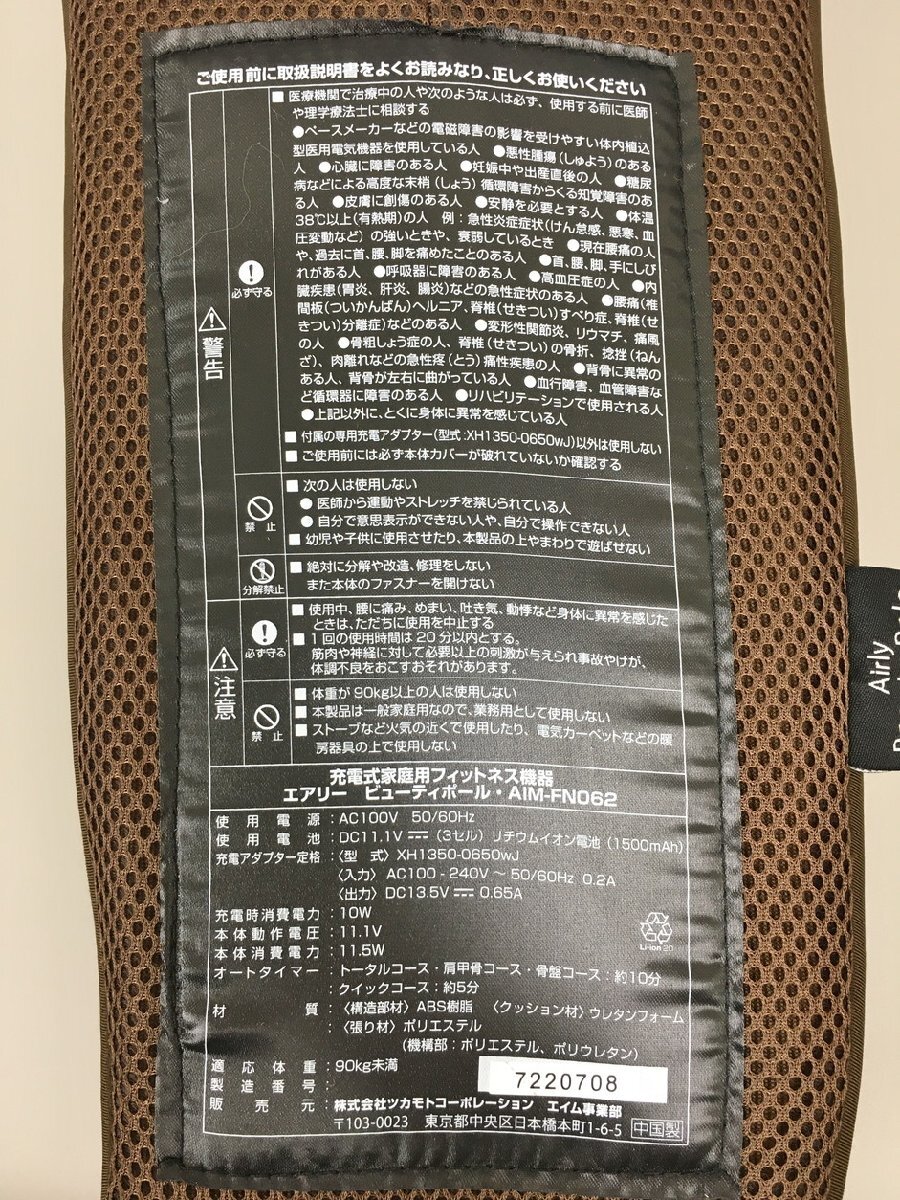 ご使用前に取扱説明書をよくお読みなり、正しくお使いください
⚠警告
必ず守る
■ 医療機関で治療中の人や次のような人は必ず、使用する前に医師
や理学療法士に相談する
●ペースメーカーなどの電磁障害の影響を受けやすい体内植込
型医用電気機器を使用している人 ●悪性腫瘍(しゅよう)のある
人 ●心臓に障害のある人 ●妊娠中や出産直後の人 ●糖尿
病などによる高度な末梢(しょう)循環障害からくる知覚障害のあ
る人 ●皮膚に創傷のある人 ●安静を必要とする人 ●体温
38℃以上(有熱期)の人 例:急性炎症症状(けん怠感、悪寒、血
圧変動など)の強いときや、衰弱しているとき ●現在腰痛の人
や、過去に首、腰、脚を痛めたことのある人 ●首、腰、脚、手にしび
れがある人 ●呼吸器に障害のある人 ●高血圧症の人 ●内
臓疾患(胃炎、肝炎、腸炎)などの急性症状のある人 ●腰痛(椎
間板(ついかんばん)ヘルニア、脊椎(せきつい)すべり症、脊椎(せ
きつい)分離症)などのある人 ●変形性関節炎、リウマチ、痛風
の人 ●骨粗しょう症の人、脊椎(せきつい)の骨折、捻挫(ねん
ざ)、肉離れなどの急性疼(とう)痛性疾患の人 ●背骨に異常の
ある人、背骨が左右に曲がっている人 ●血行障害、血管障害な
ど循環器に障害のある人 ●リハビリテーションで使用される人
●上記以外に、とくに身体に異常を感じている人
■ 付属の専用充電アダプター(型式:XH1350-0650wJ)以外は使用しない
■ ご使用前には必ず本体カバーが破れていないか確認する
禁止
■ 次の人は使用しない
● 医師から運動やストレッチを禁じられている人
● 自分で意思表示ができない人や、自分で操作できない人
■ 幼児や子供に使用させたり、本製品の上やまわりで遊ばせない
分解禁止
■ 絶対に分解や改造、修理をしない
また本体のファスナーを開けない
⚠注意
必ず守る
■ 使用中、腰に痛み、めまい、吐き気、動悸など身体に異常を感じた
ときは、ただちに使用を中止する
■ 1回の使用時間は20分以内とする。
筋肉や神経に対して必要以上の刺激が与えられ事故やけが、
体調不良をおこすおそれがあります。
禁止
■ 体重が90kg以上の人は使用しない
■ 本製品は一般家庭用なので、業務用として使用しない
■ ストーブなど火気の近くで使用したり、電気カーペットなどの暖
房器具の上で使用しない
充電式家庭用フィットネス機器
エアリー ビューティポール・AIM-FN062
使用電源:AC100V 50/60Hz
使用電池:DC11.1V ⎓ (3セル) リチウムイオン電池(1500mAh)
充電アダプター定格:〈型 式〉XH1350-0650wJ
〈入力〉AC100-240V~50/60Hz 0.2A
〈出力〉DC13.5V ⎓ 0.65A
充電時消費電力:10W
本体動作電圧:11.1V
本体消費電力:11.5W
オートタイマー:トータルコース・肩甲骨コース・骨盤コース:約10分
:クイックコース:約5分
材質:〈構造部材〉ABS樹脂 〈クッション材〉ウレタンフォーム
:〈張り材〉ポリエステル
(機構部:ポリエステル、ポリウレタン)
適応体重:90kg未満
製造番号:7220708
販売元:株式会社ツカモトコーポレーション エイム事業部
〒103-0023 東京都中央区日本橋本町1-6-5 中国製
Li-ion 20
Airly